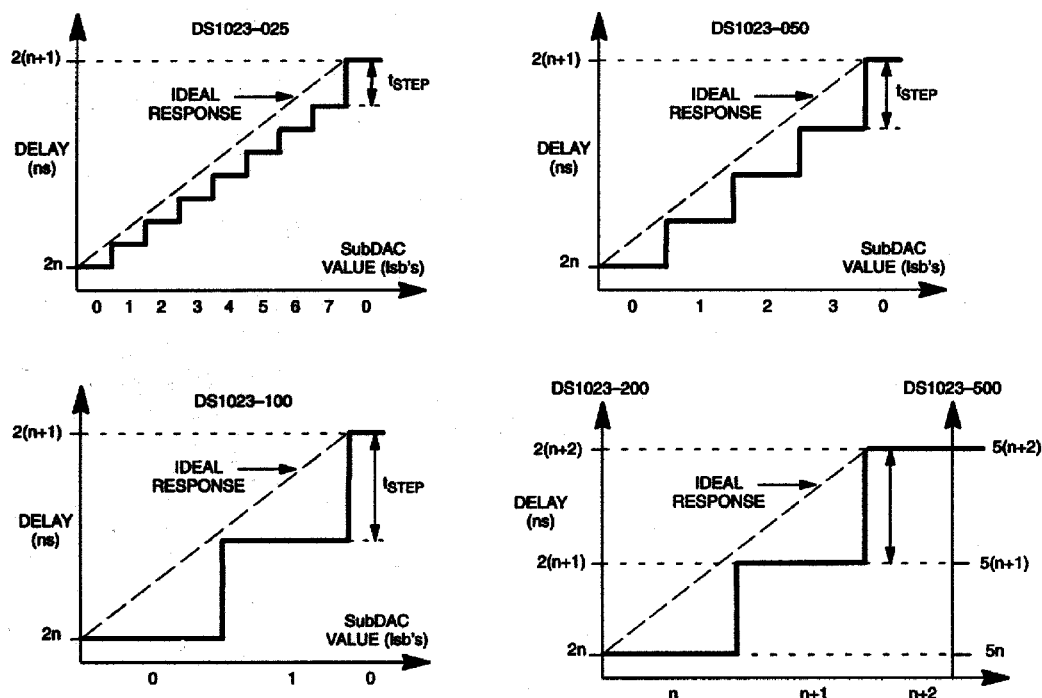 DS1023–025
2(n+1)
IDEAL
RESPONSE
tSTEP
DELAY
(ns)
2n
SubDAC
VALUE (lsb's)
0 1 2 3 4 5 6 7 0
DS1023–050
2(n+1)
IDEAL
RESPONSE
tSTEP
DELAY
(ns)
2n
SubDAC
VALUE (lsb's)
0 1 2 3 0
DS1023–100
2(n+1)
IDEAL
RESPONSE
tSTEP
DELAY
(ns)
2n
SubDAC
VALUE (lsb's)
0 1 0
DS1023–200 DS1023–500
2(n+2) 5(n+2)
IDEAL
RESPONSE
DELAY
(ns)
2(n+1) 5(n+1)
2n 5n
n n+1 n+2